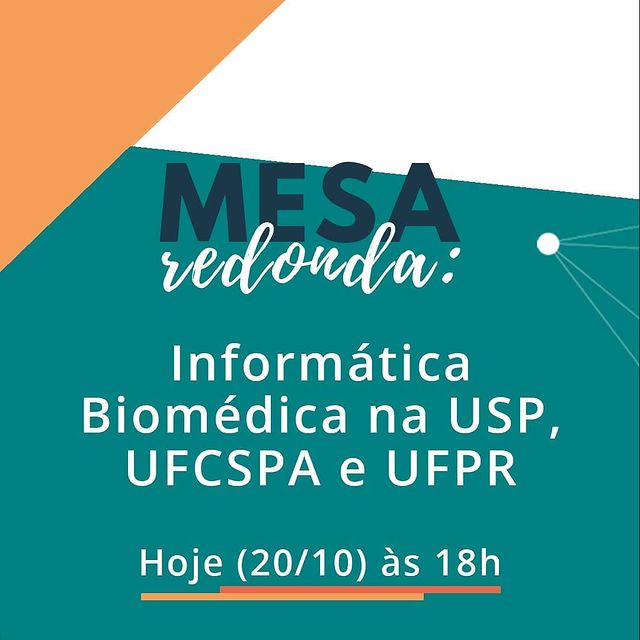 MESA
redonda:
Informática
Biomédica na USP,
UFCSPA e UFPR
Hoje (20/10) às 18h